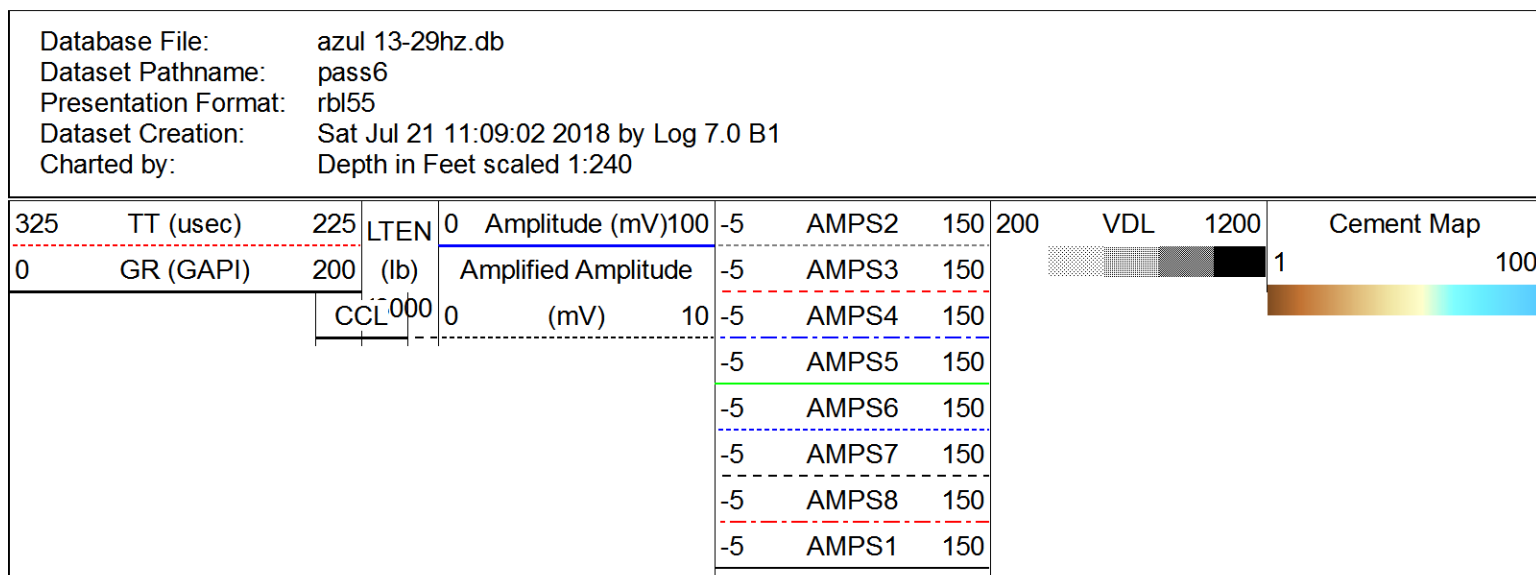 Database File: azul 13-29hz.db
Dataset Pathname: pass6
Presentation Format: rbl55
Dataset Creation: Sat Jul 21 11:09:02 2018 by Log 7.0 B1
Charted by: Depth in Feet scaled 1:240
325 TT (usec) 225
0 GR (GAPI) 200
CCL
LTEN
(lb)
000
0 Amplitude (mV)100
Amplified Amplitude
0 (mV) 10
-5 AMPS2 150
-5 AMPS3 150
-5 AMPS4 150
-5 AMPS5 150
-5 AMPS6 150
-5 AMPS7 150
-5 AMPS8 150
-5 AMPS1 150
200 VDL 1200
Cement Map
1 100